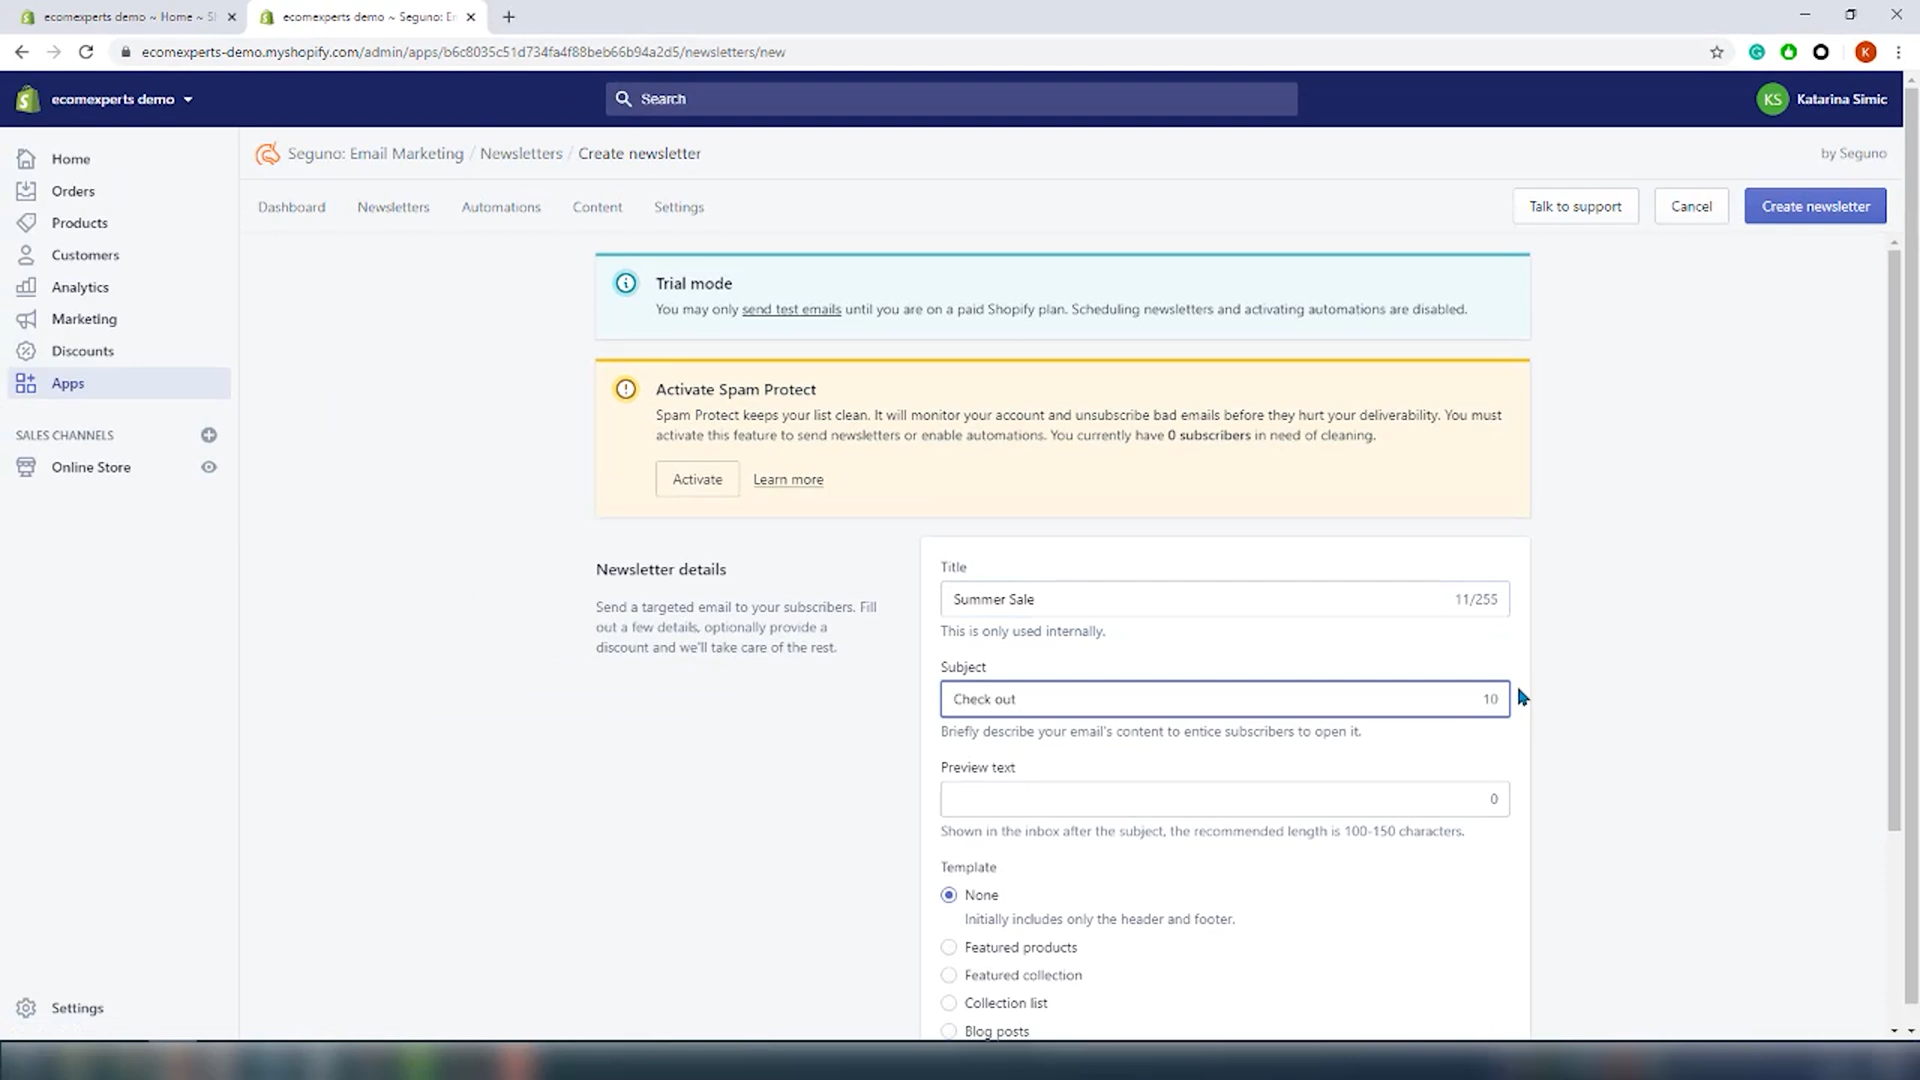 ecomexperts demo ~ Home ~ S
ecomexperts demo ~ Seguno: E
ecomexperts-demo.myshopify.com/admin/apps/b6c8035c51d734fa4f88beb66b94a2d5/newsletters/new
K
ecomexperts demo
Search
KS
Katarina Simic
Home
Orders
Products
Customers
Analytics
Marketing
Discounts
Apps
SALES CHANNELS
Online Store
Settings
Seguno: Email Marketing / Newsletters / Create newsletter
by Seguno
Dashboard
Newsletters
Automations
Content
Settings
Talk to support
Cancel
Create newsletter
Trial mode
You may only send test emails until you are on a paid Shopify plan. Scheduling newsletters and activating automations are disabled.
Activate Spam Protect
Spam Protect keeps your list clean. It will monitor your account and unsubscribe bad emails before they hurt your deliverability. You must
activate this feature to send newsletters or enable automations. You currently have 0 subscribers in need of cleaning.
Activate
Learn more
Newsletter details
Send a targeted email to your subscribers. Fill
out a few details, optionally provide a
discount and we'll take care of the rest.
Title
Summer Sale 11/255
This is only used internally.
Subject
Check out 10
Briefly describe your email's content to entice subscribers to open it.
Preview text
0
Shown in the inbox after the subject, the recommended length is 100-150 characters.
Template
None
Initially includes only the header and footer.
Featured products
Featured collection
Collection list
Blog posts